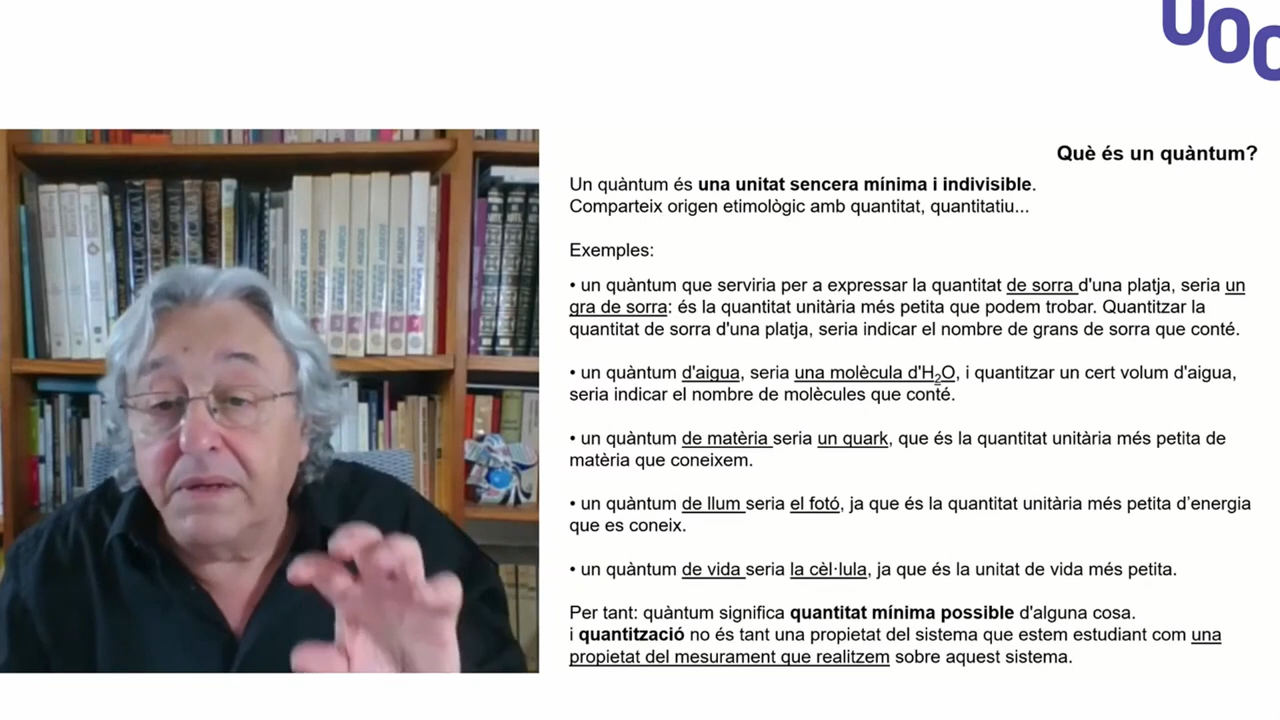 UOC
Què és un quàntum?
Un quàntum és una unitat sencera mínima i indivisible.
Comparteix origen etimològic amb quantitat, quantitatiu...
Exemples:
• un quàntum que serviria per a expressar la quantitat de sorra d'una platja, seria un
gra de sorra: és la quantitat unitària més petita que podem trobar. Quantitzar la
quantitat de sorra d'una platja, seria indicar el nombre de grans de sorra que conté.
• un quàntum d'aigua, seria una molècula d'H₂O, i quantitzar un cert volum d'aigua,
seria indicar el nombre de molècules que conté.
• un quàntum de matèria seria un quark, que és la quantitat unitària més petita de
matèria que coneixem.
• un quàntum de llum seria el fotó, ja que és la quantitat unitària més petita d’energia
que es coneix.
• un quàntum de vida seria la cèl·lula, ja que és la unitat de vida més petita.
Per tant: quàntum significa quantitat mínima possible d'alguna cosa.
i quantització no és tant una propietat del sistema que estem estudiant com una
propietat del mesurament que realitzem sobre aquest sistema.